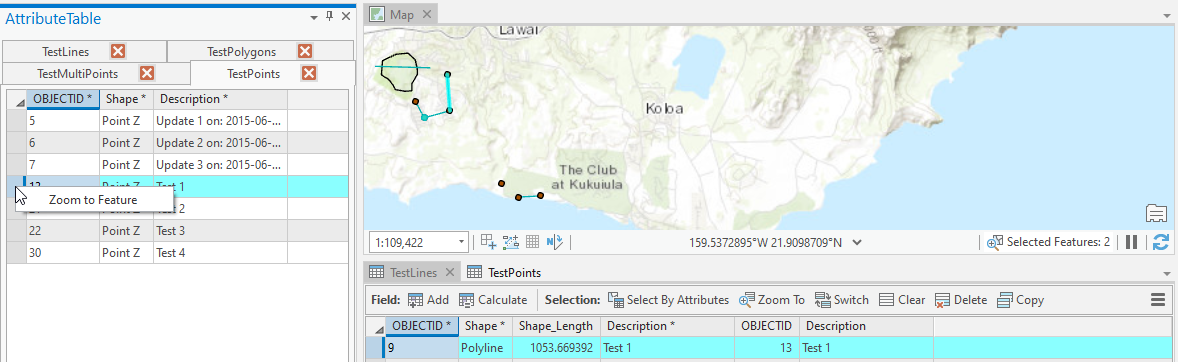 AttributeTable
TestLines TestPolygons
TestMultiPoints TestPoints
OBJECTID * Shape * Description *
5 Point Z Update 1 on: 2015-06-...
6 Point Z Update 2 on: 2015-06-...
7 Point Z Update 3 on: 2015-06-...
Point Z Test 1
Zoom to Feature
Test 2
22 Point Z Test 3
30 Point Z Test 4
Map
Lawai
Koloa
The Club
at Kukuiula
1:109,422 159.5372895°W 21.9098709°N Selected Features: 2
TestLines TestPoints
Field: Add Calculate Selection: Select By Attributes Zoom To Switch Clear Delete Copy
OBJECTID * Shape * Shape_Length Description * OBJECTID Description
9 Polyline 1053.669392 Test 1 13 Test 1